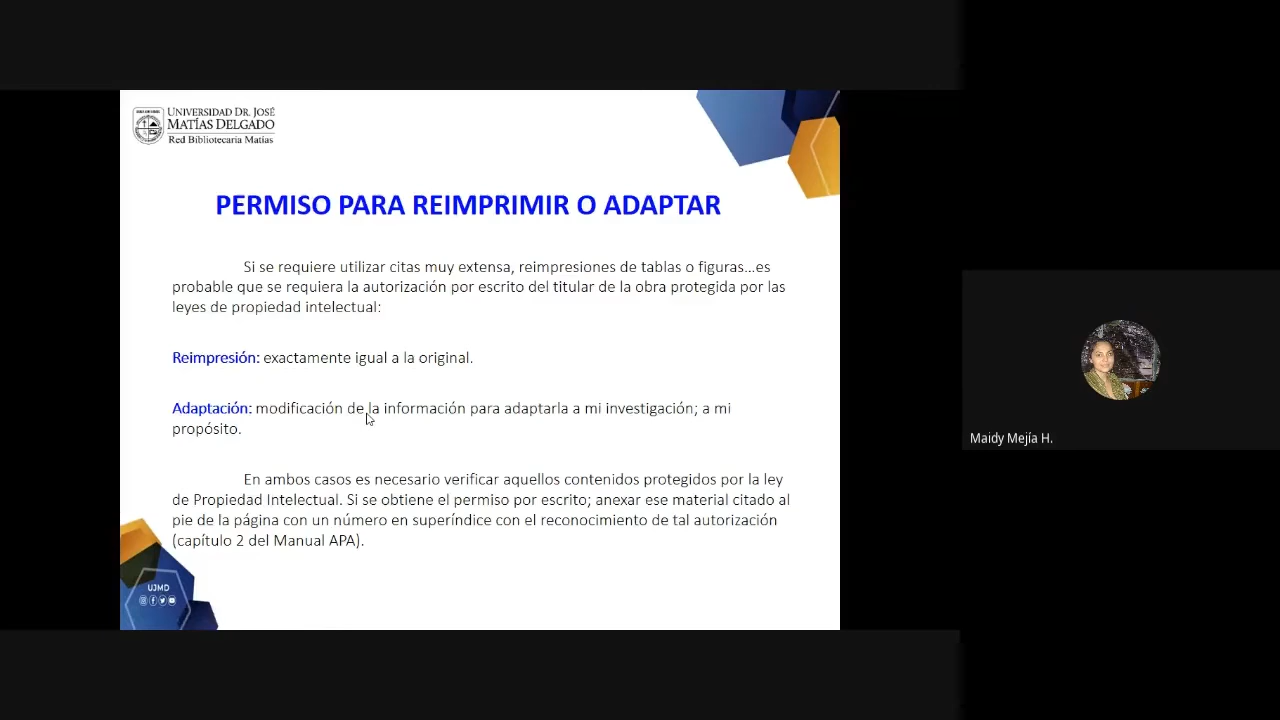 UNIVERSIDAD DR. JOSÉ
MATÍAS DELGADO
Red Bibliotecaria Matías
PERMISO PARA REIMPRIMIR O ADAPTAR
Si se requiere utilizar citas muy extensa, reimpresiones de tablas o figuras...es
probable que se requiera la autorización por escrito del titular de la obra protegida por las
leyes de propiedad intelectual:
Reimpresión: exactamente igual a la original.
Adaptación: modificación de la información para adaptarla a mi investigación; a mi
propósito.
En ambos casos es necesario verificar aquellos contenidos protegidos por la ley
de Propiedad Intelectual. Si se obtiene el permiso por escrito; anexar ese material citado al
pie de la página con un número en superíndice con el reconocimiento de tal autorización
(capítulo 2 del Manual APA).
UJMD
Maidy Mejía H.